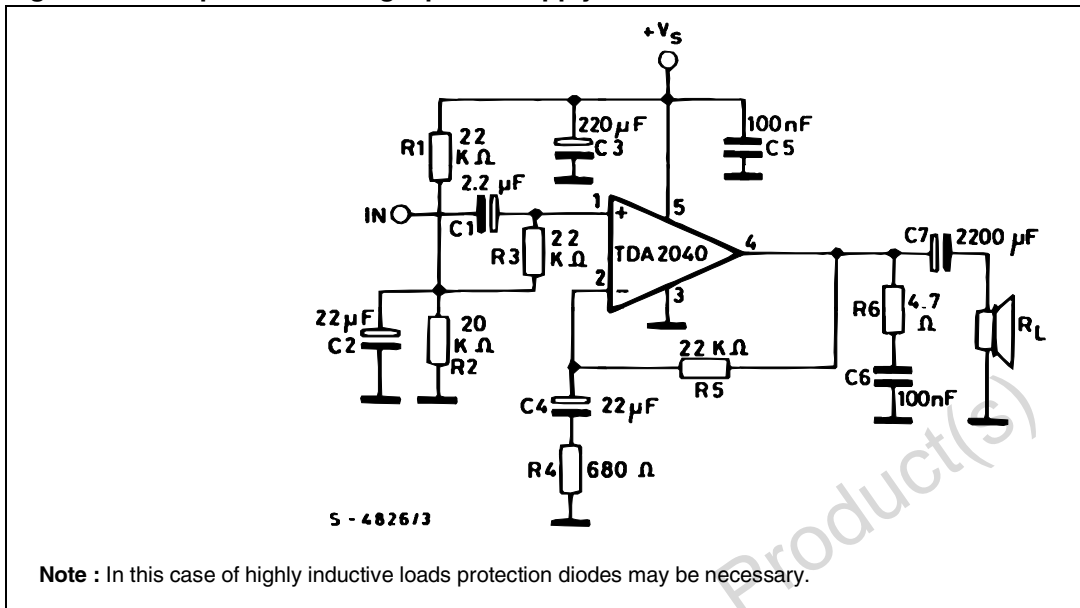 +VS
R1 22 KΩ
220 µF C3
100nF C5
2.2 µF
IN
C1
R3 22 KΩ
1
+
5
TDA2040
4
2
-
3
C7 2200 µF
22µF C2
20 KΩ R2
22 KΩ
R5
R6 4.7 Ω
RL
C4 22µF
C6 100nF
R4 680 Ω
S - 4826/3
Product(s)
Note : In this case of highly inductive loads protection diodes may be necessary.